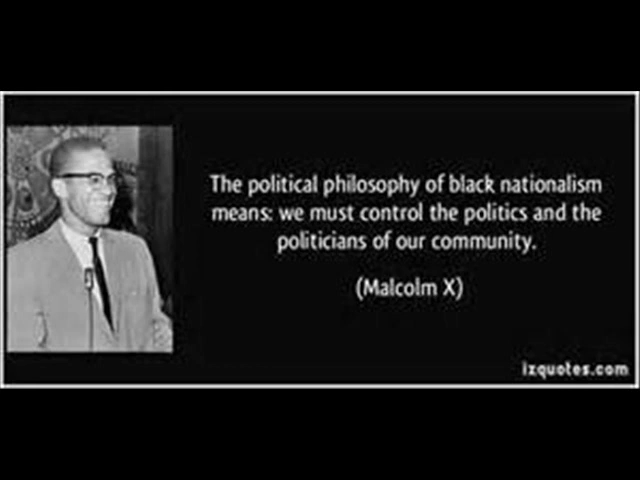 The political philosophy of black nationalism
means: we must control the politics and the
politicians of our community.
(Malcolm X)
izquotes.com